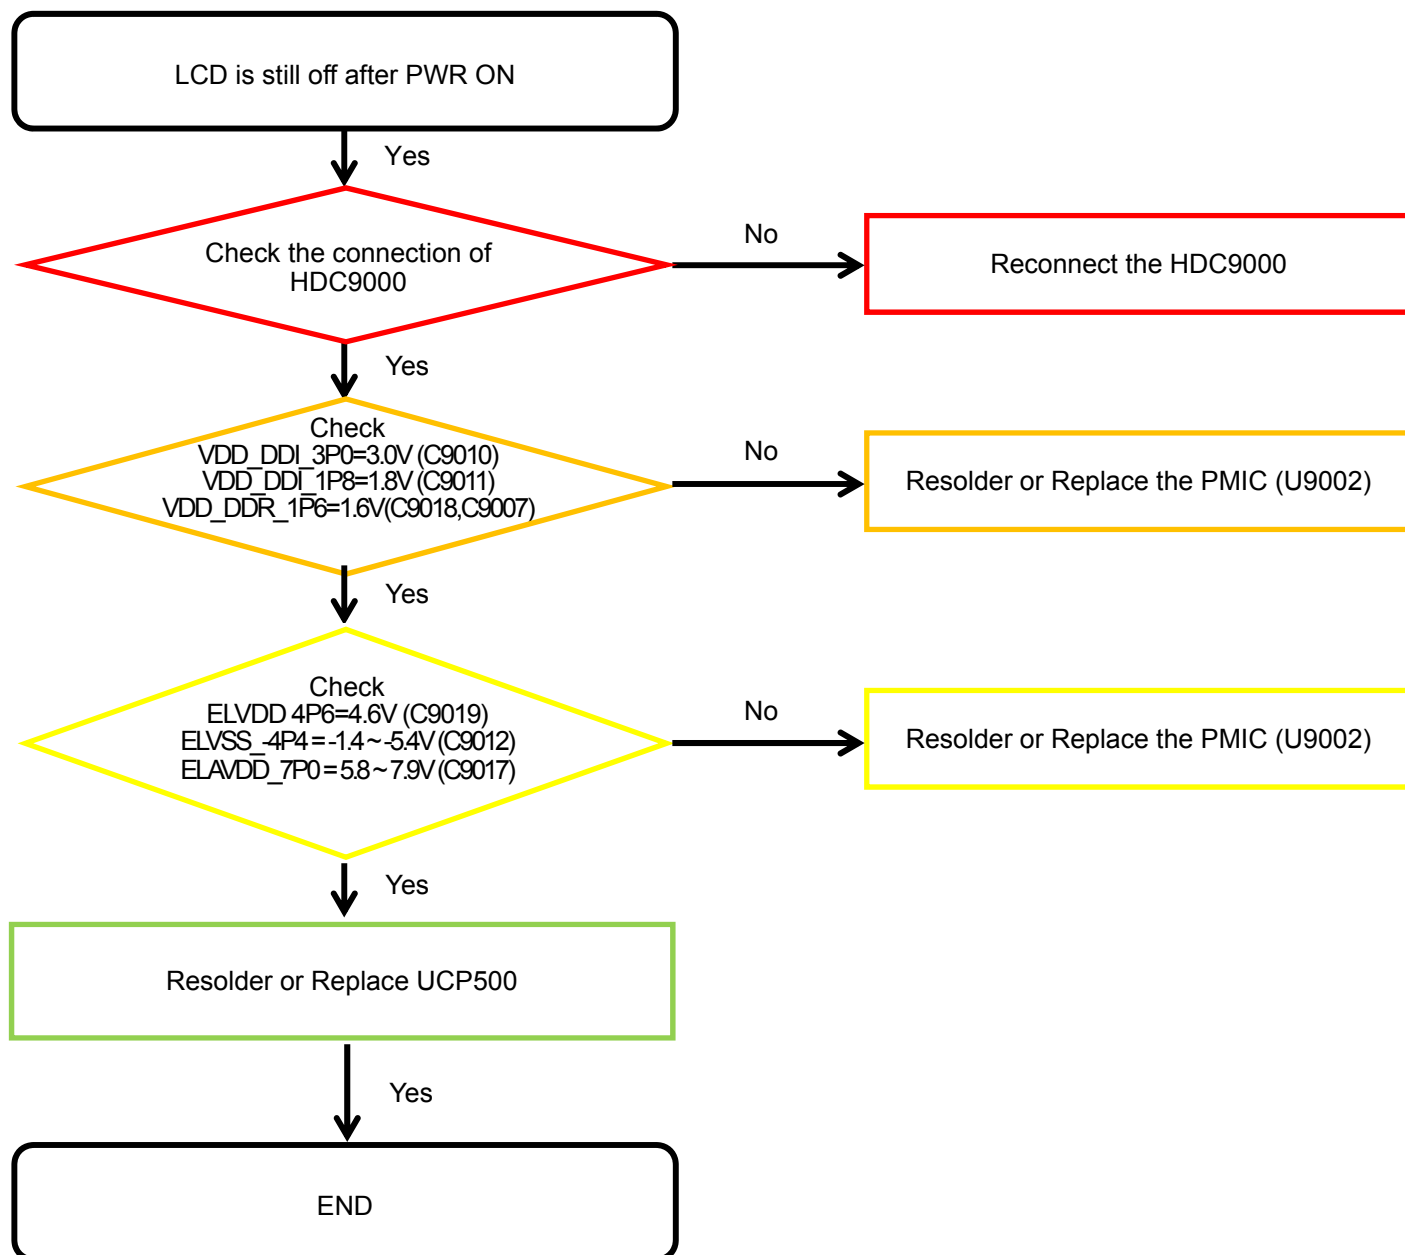 LCD is still off after PWR ON
Yes
Check the connection of
HDC9000
No
Reconnect the HDC9000
Yes
Check
VDD_DDI_3P0=3.0V (C9010)
VDD_DDI_1P8=1.8V (C9011)
VDD_DDR_1P6=1.6V(C9018,C9007)
No
Resolder or Replace the PMIC (U9002)
Yes
Check
ELVDD 4P6=4.6V (C9019)
ELVSS_-4P4 = -1.4 ~ -5.4V (C9012)
ELAVDD_7P0 = 5.8 ~ 7.9V (C9017)
No
Resolder or Replace the PMIC (U9002)
Yes
Resolder or Replace UCP500
Yes
END